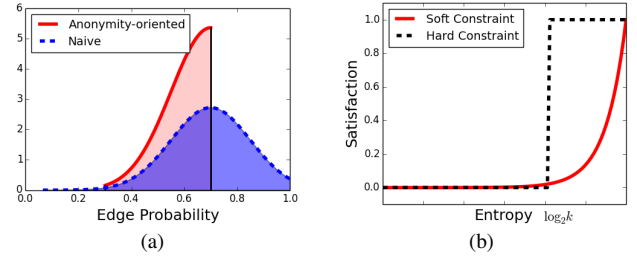 6
5
4
3
2
1
0
0.0 0.2 0.4 0.6 0.8 1.0
Anonymity-oriented
Naive
Edge Probability
(a)
Satisfaction
1.0
0.8
0.6
0.4
0.2
0.0
Soft Constraint
Hard Constraint
Entropy log₂k
(b)